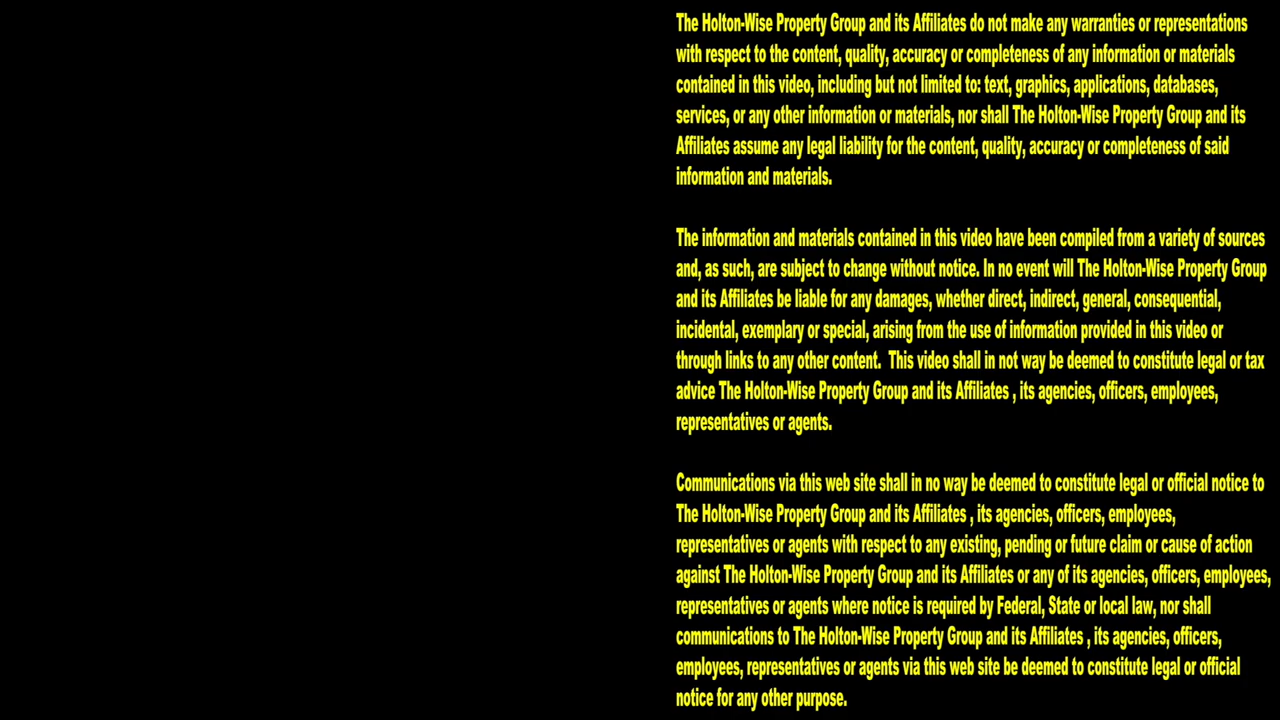 The Holton-Wise Property Group and its Affiliates do not make any warranties or representations
with respect to the content, quality, accuracy or completeness of any information or materials
contained in this video, including but not limited to: text, graphics, applications, databases,
services, or any other information or materials, nor shall The Holton-Wise Property Group and its
Affiliates assume any legal liability for the content, quality, accuracy or completeness of said
information and materials.
The information and materials contained in this video have been compiled from a variety of sources
and, as such, are subject to change without notice. In no event will The Holton-Wise Property Group
and its Affiliates be liable for any damages, whether direct, indirect, general, consequential,
incidental, exemplary or special, arising from the use of information provided in this video or
through links to any other content.  This video shall in not way be deemed to constitute legal or tax
advice The Holton-Wise Property Group and its Affiliates , its agencies, officers, employees,
representatives or agents.
Communications via this web site shall in no way be deemed to constitute legal or official notice to
The Holton-Wise Property Group and its Affiliates , its agencies, officers, employees,
representatives or agents with respect to any existing, pending or future claim or cause of action
against The Holton-Wise Property Group and its Affiliates or any of its agencies, officers, employees,
representatives or agents where notice is required by Federal, State or local law, nor shall
communications to The Holton-Wise Property Group and its Affiliates , its agencies, officers,
employees, representatives or agents via this web site be deemed to constitute legal or official
notice for any other purpose.